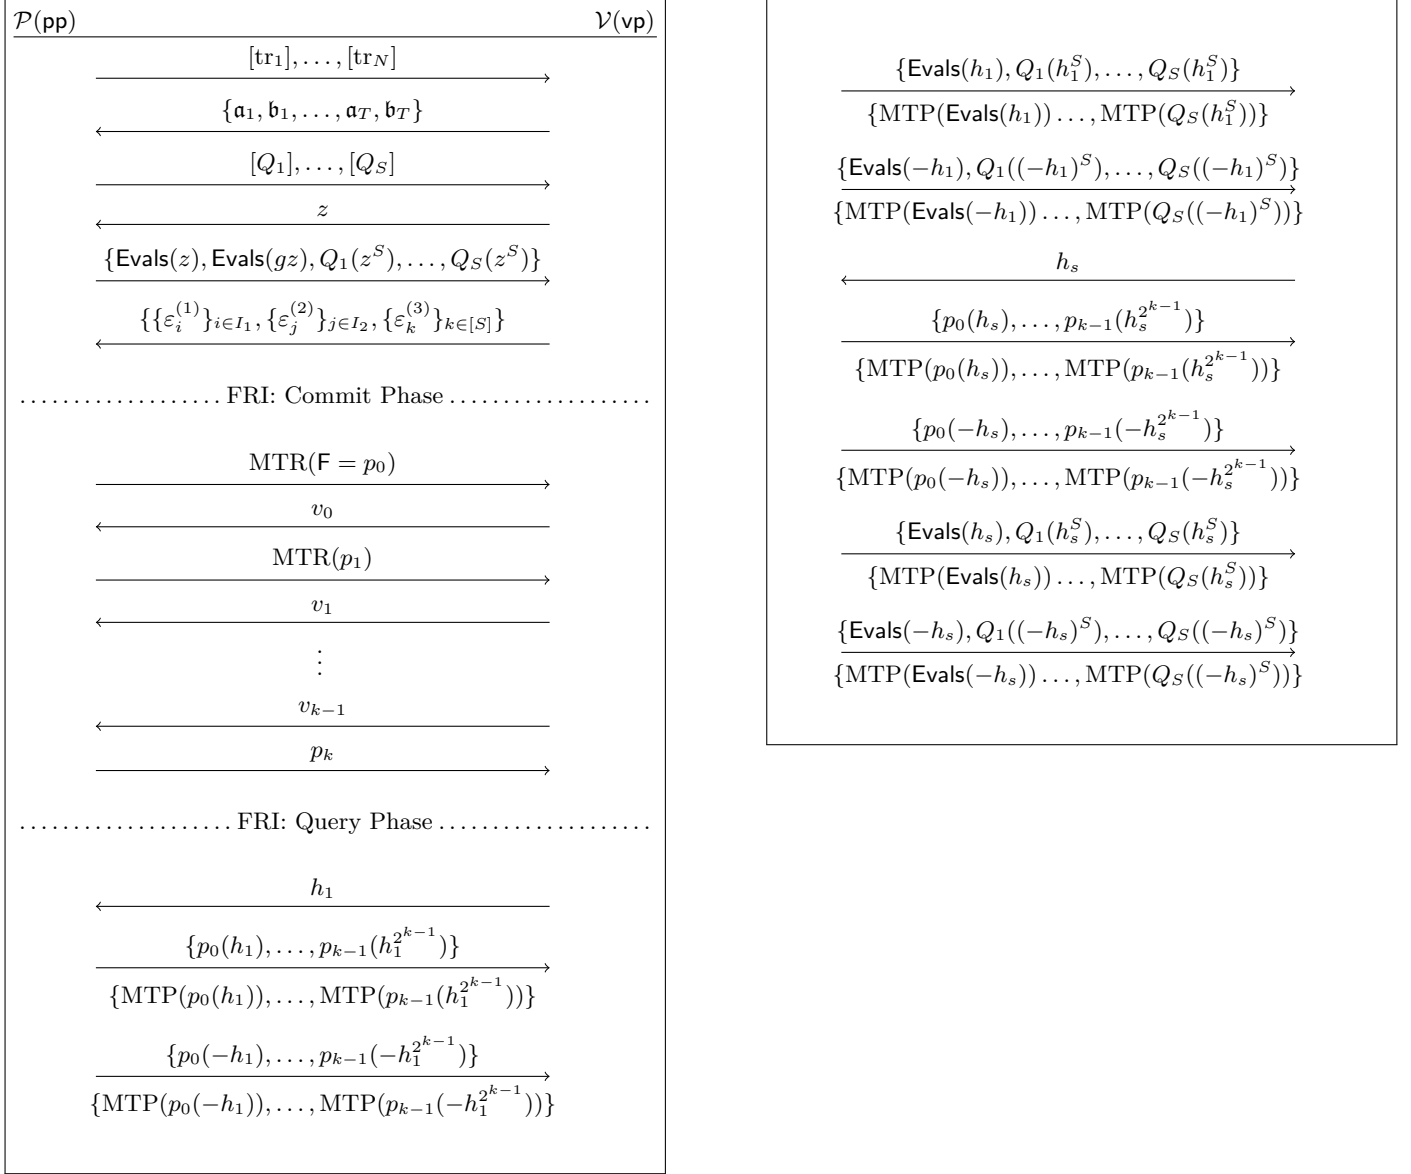 𝒫(pp) 𝒱(vp)
[tr₁], . . . , [tr_N]
{𝔞₁, 𝔟₁, . . . , 𝔞_T, 𝔟_T}
[Q₁], . . . , [Q_S]
z
{Evals(z), Evals(gz), Q₁(z^S), . . . , Q_S(z^S)}
{{ε_i^{(1)}}_{i∈I₁}, {ε_j^{(2)}}_{j∈I₂}, {ε_k^{(3)}}_{k∈[S]}}
FRI: Commit Phase
MTR(F = p₀)
v₀
MTR(p₁)
v₁
⋮
v_{k−1}
p_k
FRI: Query Phase
h₁
{p₀(h₁), . . . , p_{k−1}(h₁^{2^{k−1}})}
{MTP(p₀(h₁)), . . . , MTP(p_{k−1}(h₁^{2^{k−1}}))}
{p₀(−h₁), . . . , p_{k−1}(−h₁^{2^{k−1}})}
{MTP(p₀(−h₁)), . . . , MTP(p_{k−1}(−h₁^{2^{k−1}}))}
{Evals(h₁), Q₁(h₁^S), . . . , Q_S(h₁^S)}
{MTP(Evals(h₁)) . . . , MTP(Q_S(h₁^S))}
{Evals(−h₁), Q₁((−h₁)^S), . . . , Q_S((−h₁)^S)}
{MTP(Evals(−h₁)) . . . , MTP(Q_S((−h₁)^S))}
h_s
{p₀(h_s), . . . , p_{k−1}(h_s^{2^{k−1}})}
{MTP(p₀(h_s)), . . . , MTP(p_{k−1}(h_s^{2^{k−1}}))}
{p₀(−h_s), . . . , p_{k−1}(−h_s^{2^{k−1}})}
{MTP(p₀(−h_s)), . . . , MTP(p_{k−1}(−h_s^{2^{k−1}}))}
{Evals(h_s), Q₁(h_s^S), . . . , Q_S(h_s^S)}
{MTP(Evals(h_s)) . . . , MTP(Q_S(h_s^S))}
{Evals(−h_s), Q₁((−h_s)^S), . . . , Q_S((−h_s)^S)}
{MTP(Evals(−h_s)) . . . , MTP(Q_S((−h_s)^S))}